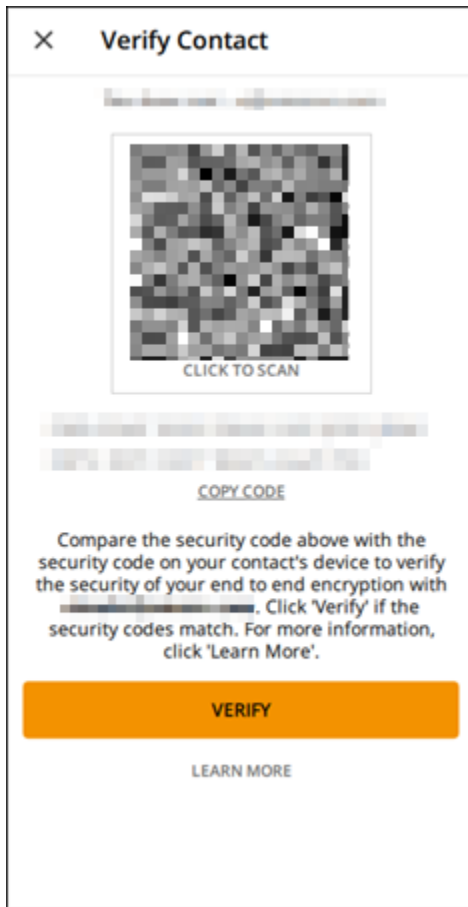 Verify Contact
CLICK TO SCAN
COPY CODE
Compare the security code above with the
security code on your contact's device to verify
the security of your end to end encryption with
. Click 'Verify' if the
security codes match. For more information,
click 'Learn More'.
VERIFY
LEARN MORE